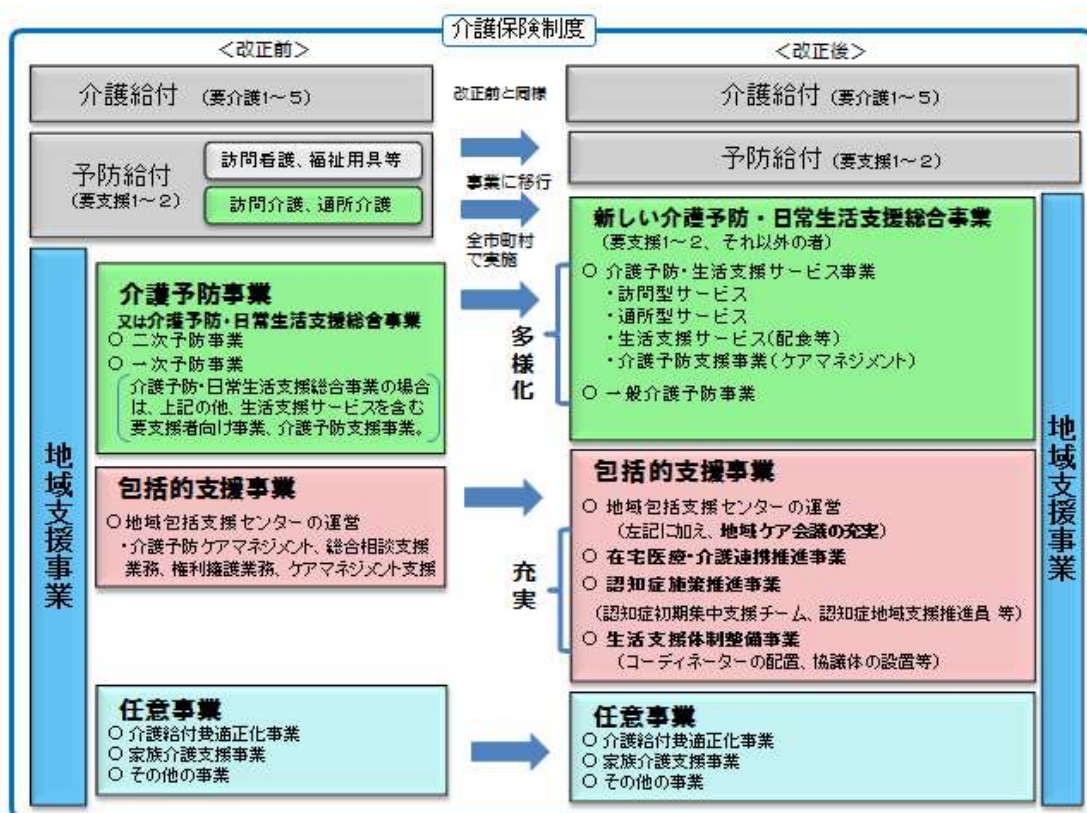 介護保険制度
<改正前>
介護給付 (要介護1~5)
予防給付
(要支援1~2)
訪問看護、福祉用具等
訪問介護、通所介護
地域支援事業
介護予防事業
又は介護予防・日常生活支援総合事業
○ 二次予防事業
○ 一次予防事業
介護予防・日常生活支援総合事業の場合
は、上記の他、生活支援サービスを含む
要支援者向け事業、介護予防支援事業。
包括的支援事業
○地域包括支援センターの運営
・介護予防ケアマネジメント、総合相談支援
業務、権利擁護業務、ケアマネジメント支援
任意事業
○ 介護給付費適正化事業
○ 家族介護支援事業
○ その他の事業
改正前と同様
事業に移行
全市町村
で実施
多様化
充実
<改正後>
介護給付 (要介護1~5)
予防給付 (要支援1~2)
新しい介護予防・日常生活支援総合事業
(要支援1~2、それ以外の者)
○ 介護予防・生活支援サービス事業
・訪問型サービス
・通所型サービス
・生活支援サービス(配食等)
・介護予防支援事業(ケアマネジメント)
○ 一般介護予防事業
包括的支援事業
○ 地域包括支援センターの運営
(左記に加え、地域ケア会議の充実)
○ 在宅医療・介護連携推進事業
○ 認知症施策推進事業
(認知症初期集中支援チーム、認知症地域支援推進員 等)
○ 生活支援体制整備事業
(コーディネーターの配置、協議体の設置等)
任意事業
○ 介護給付費適正化事業
○ 家族介護支援事業
○ その他の事業
地域支援事業